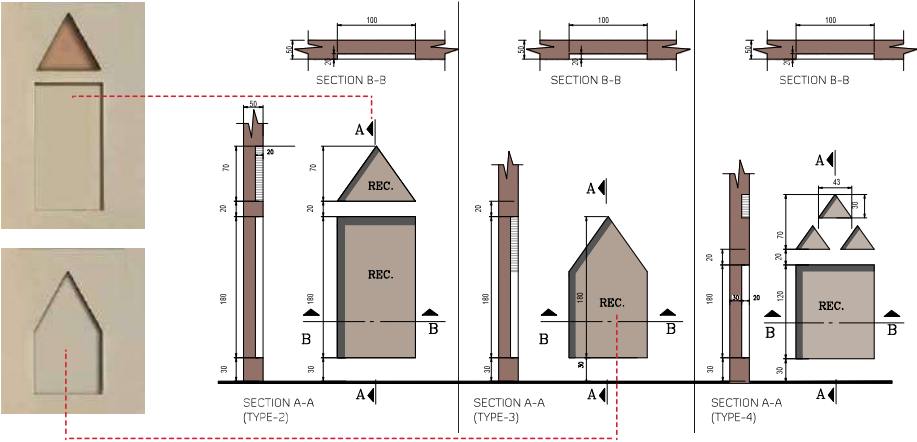 100
50
20
SECTION B-B
100
50
20
SECTION B-B
100
50
20
SECTION B-B
50
A
20
70
70
REC.
20
20
180
180
REC.
B
B
30
30
A
SECTION A-A
(TYPE-2)
A
20
180
180
REC.
B
B
30
30
A
SECTION A-A
(TYPE-3)
A
43
30
70
20
20
180
30
20
120
REC.
B
B
30
30
A
SECTION A-A
(TYPE-4)